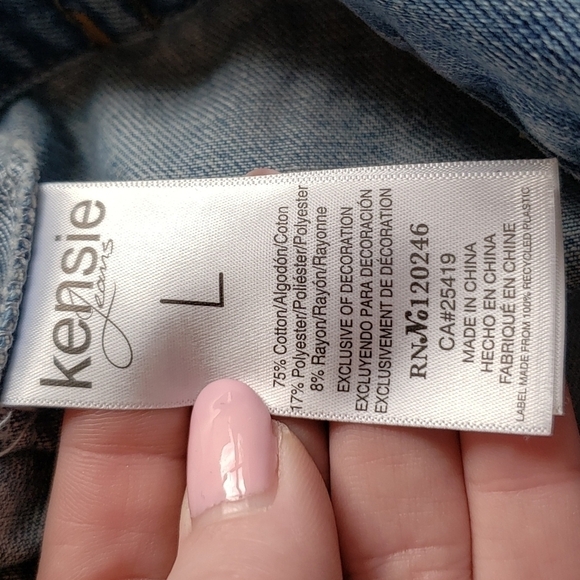 kensie
jeans
L
75% Cotton/Algodón/Coton
17% Polyester/Poliéster/Polyester
8% Rayon/Rayón/Rayonne
EXCLUSIVE OF DECORATION
EXCLUYENDO PARA DECORACIÓN
EXCLUSIVEMENT DE DÉCORATION
RN№120246
CA#25419
MADE IN CHINA
HECHO EN CHINA
FABRIQUÉ EN CHINE
LABEL MADE FROM 100% RECYCLED PLASTIC